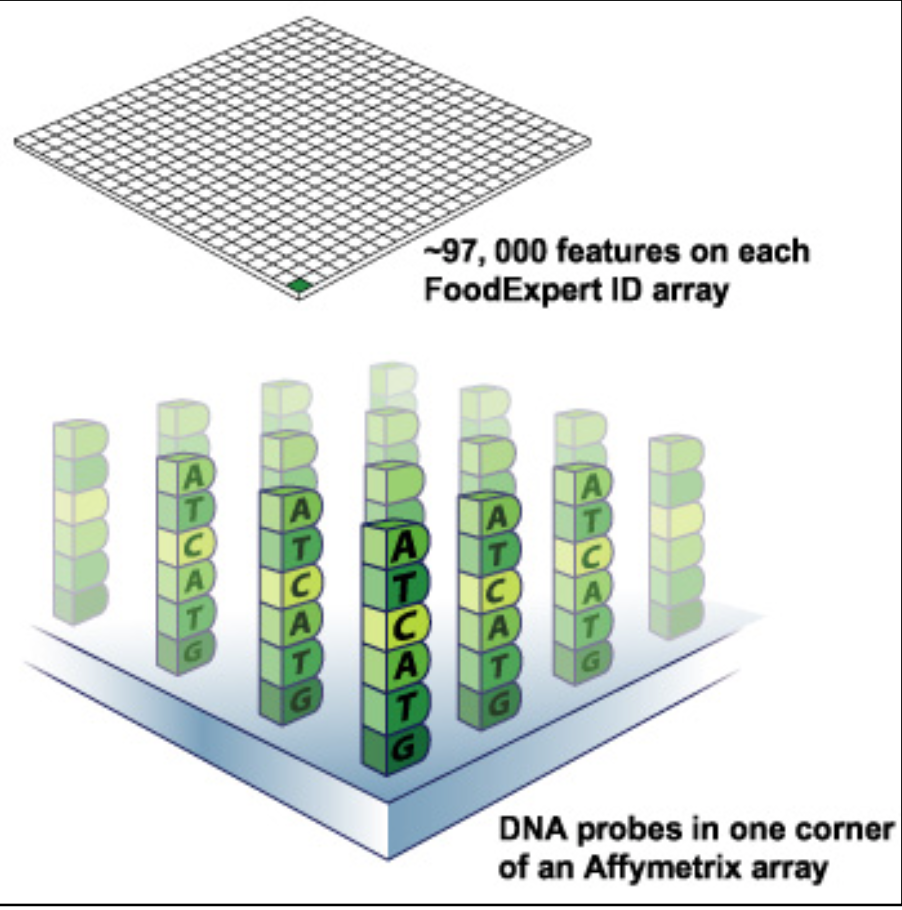 ~97, 000 features on each
FoodExpert ID array
A A A A A
T T T T T
C C C C C
A A A A A
T T T T T
G G G G G
DNA probes in one corner
of an Affymetrix array